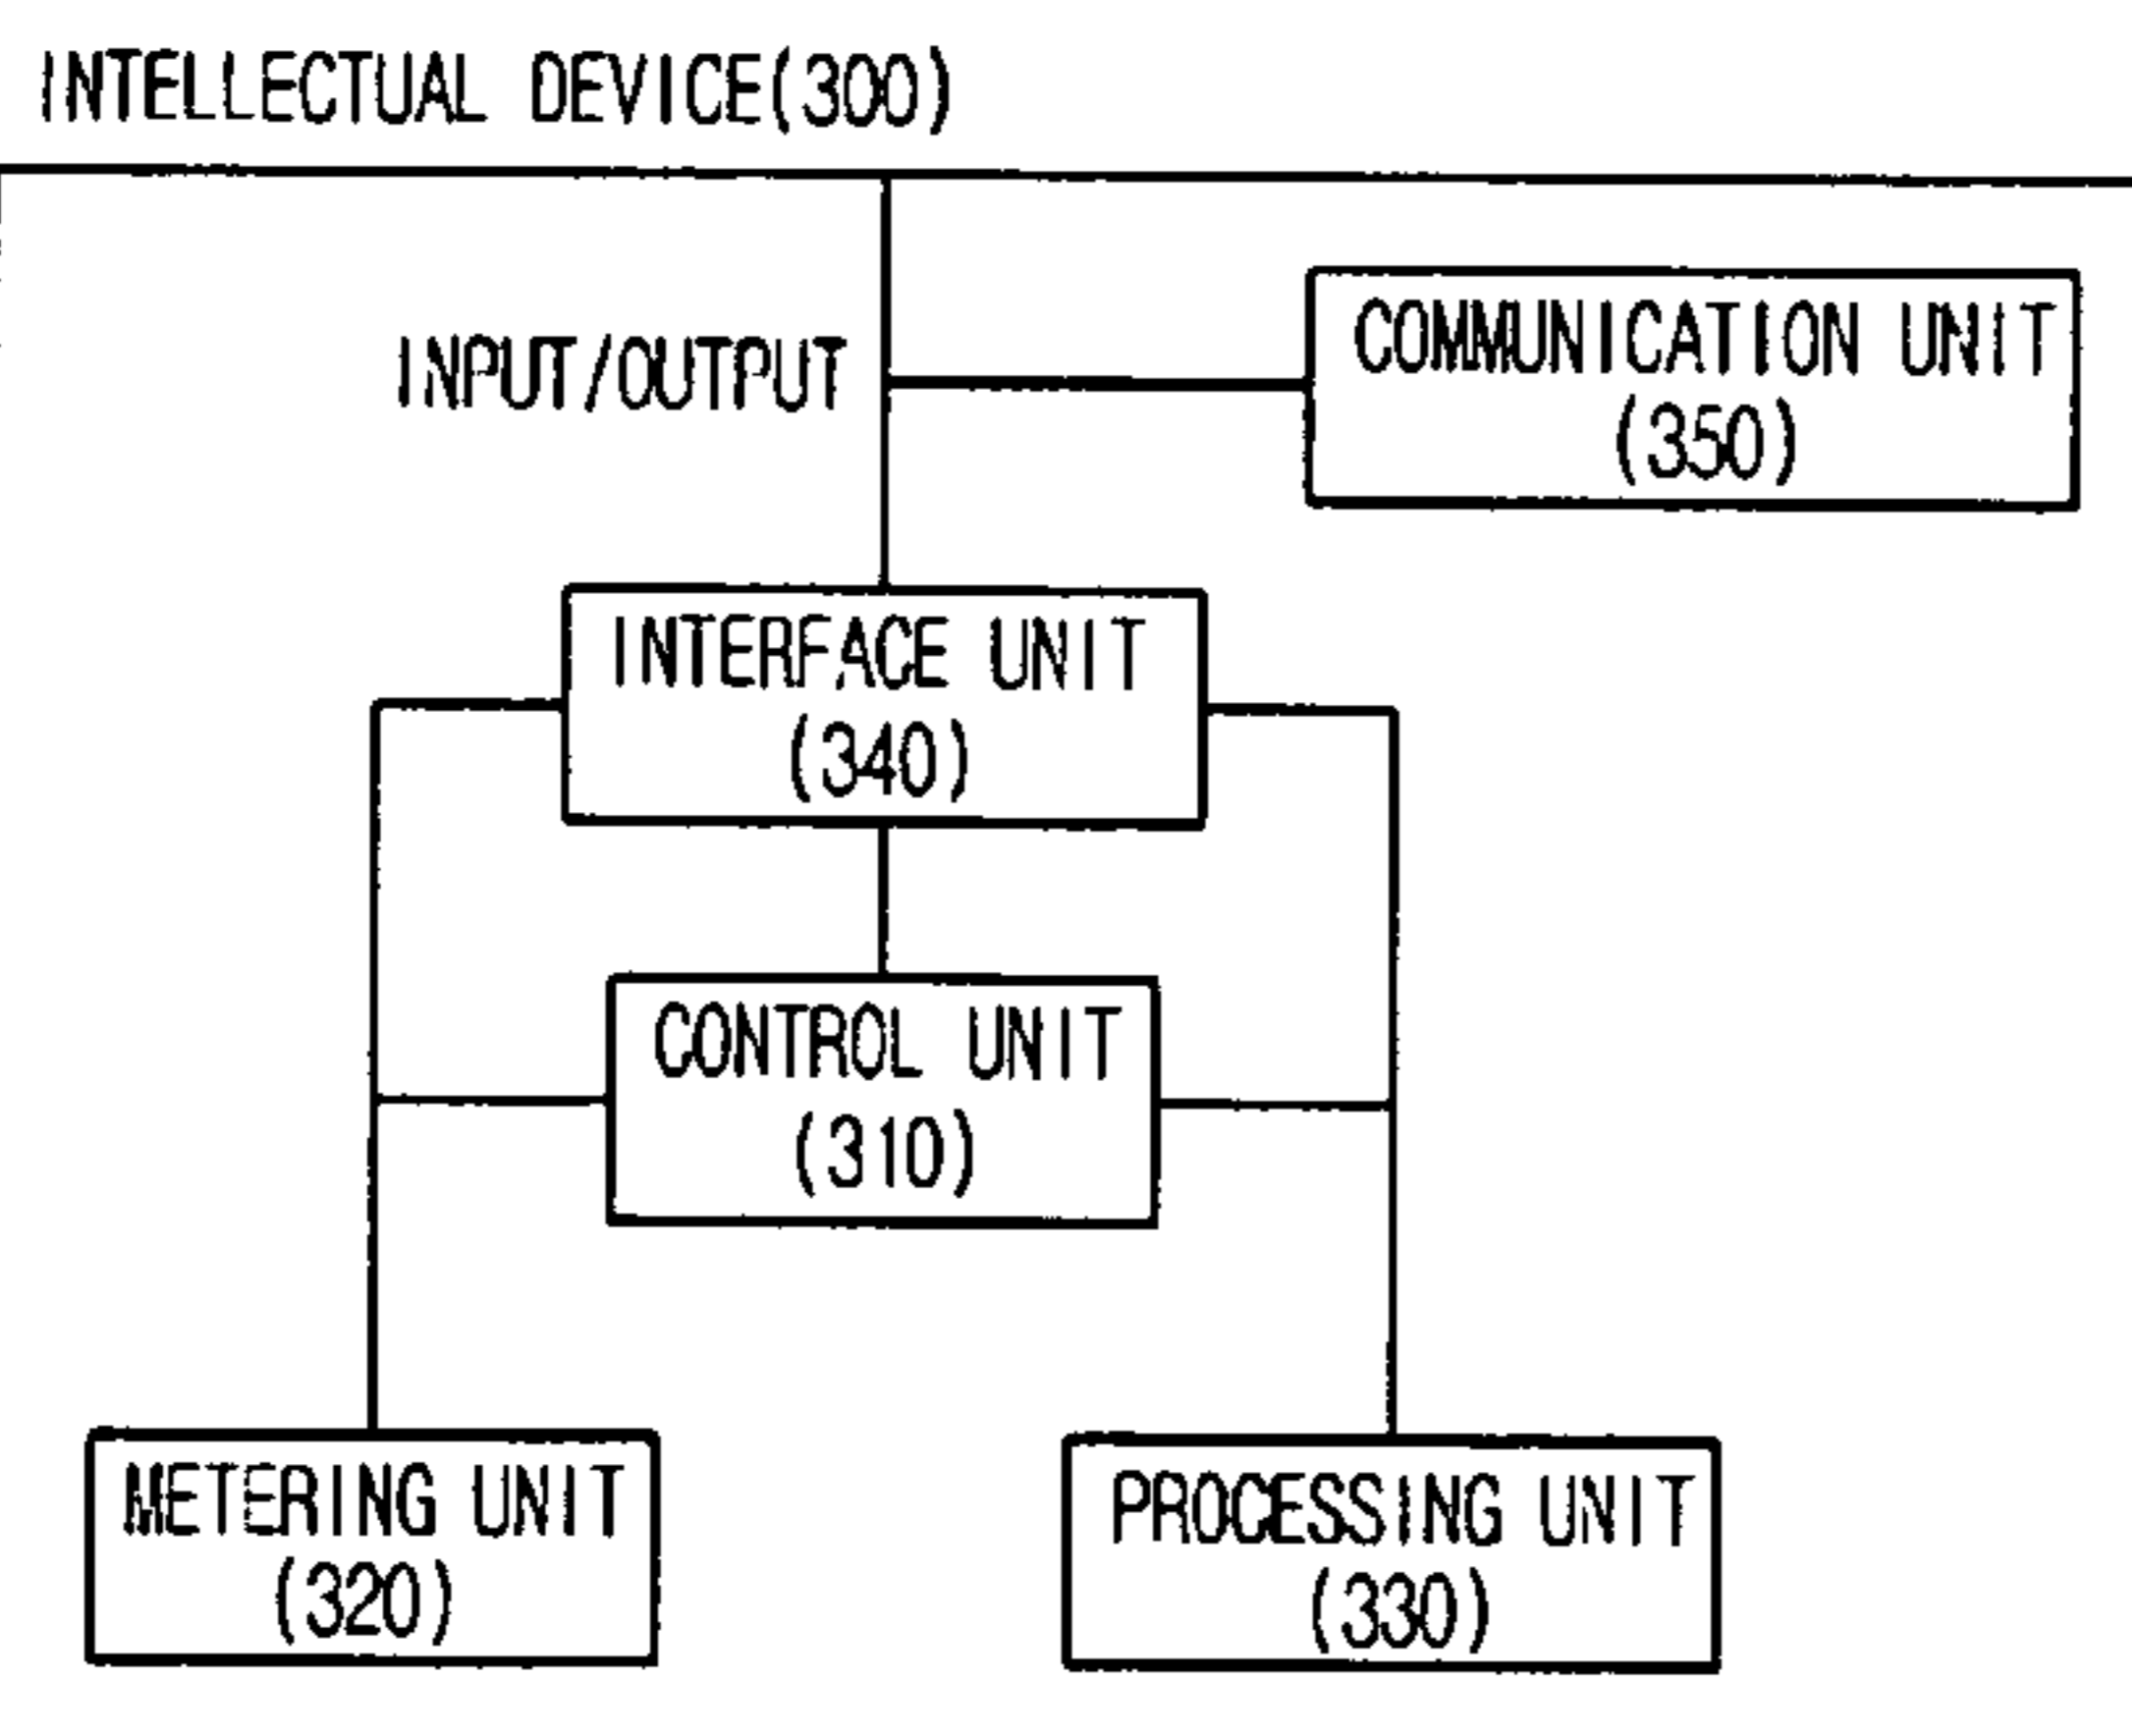 INTELLECTUAL DEVICE(300)
INPUT/OUTPUT
COMMUNICATION UNIT
(350)
INTERFACE UNIT
(340)
CONTROL UNIT
(310)
METERING UNIT
(320)
PROCESSING UNIT
(330)